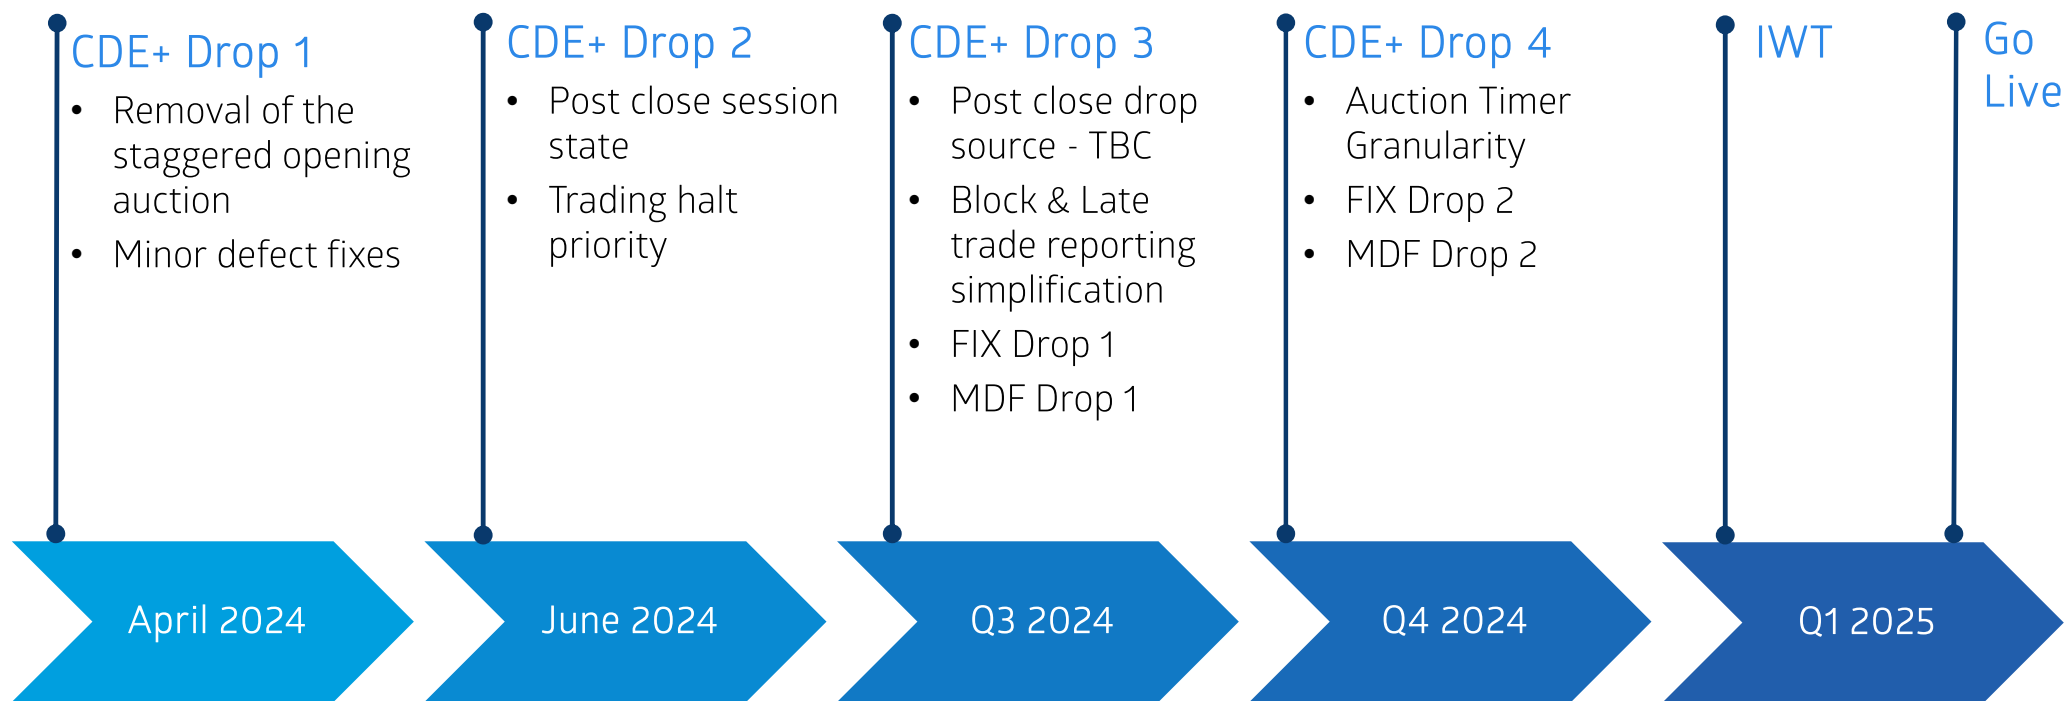 CDE+ Drop 1
• Removal of the
staggered opening
auction
• Minor defect fixes
CDE+ Drop 2
• Post close session
state
• Trading halt
priority
CDE+ Drop 3
• Post close drop
source - TBC
• Block & Late
trade reporting
simplification
• FIX Drop 1
• MDF Drop 1
CDE+ Drop 4
• Auction Timer
Granularity
• FIX Drop 2
• MDF Drop 2
IWT
Go
Live
April 2024
June 2024
Q3 2024
Q4 2024
Q1 2025